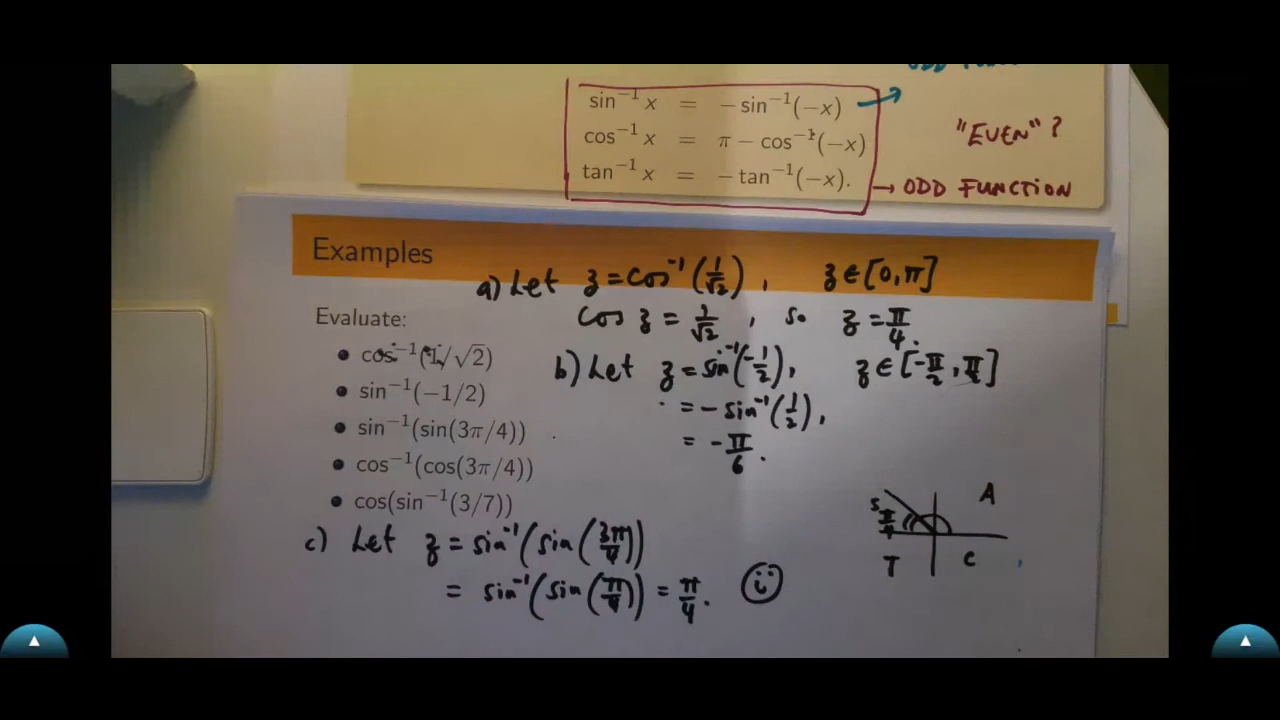 sin⁻¹ x = − sin⁻¹(−x)
cos⁻¹ x = π − cos⁻¹(−x)
"EVEN" ?
tan⁻¹ x = − tan⁻¹(−x).
→ ODD FUNCTION
Examples
a) Let z = cos⁻¹(1/√2), z ∈ [0, π]
cos z = 1/√2, so z = π/4.
Evaluate:
• cos⁻¹(1/√2)
• sin⁻¹(−1/2)
• sin⁻¹(sin(3π/4))
• cos⁻¹(cos(3π/4))
• cos(sin⁻¹(3/7))
b) Let z = sin⁻¹(−1/2), z ∈ [−π/2, π/2]
= − sin⁻¹(1/2),
= − π/6.
S A
π/4
T C
c) Let z = sin⁻¹(sin(3π/4))
= sin⁻¹(sin(π/4)) = π/4.